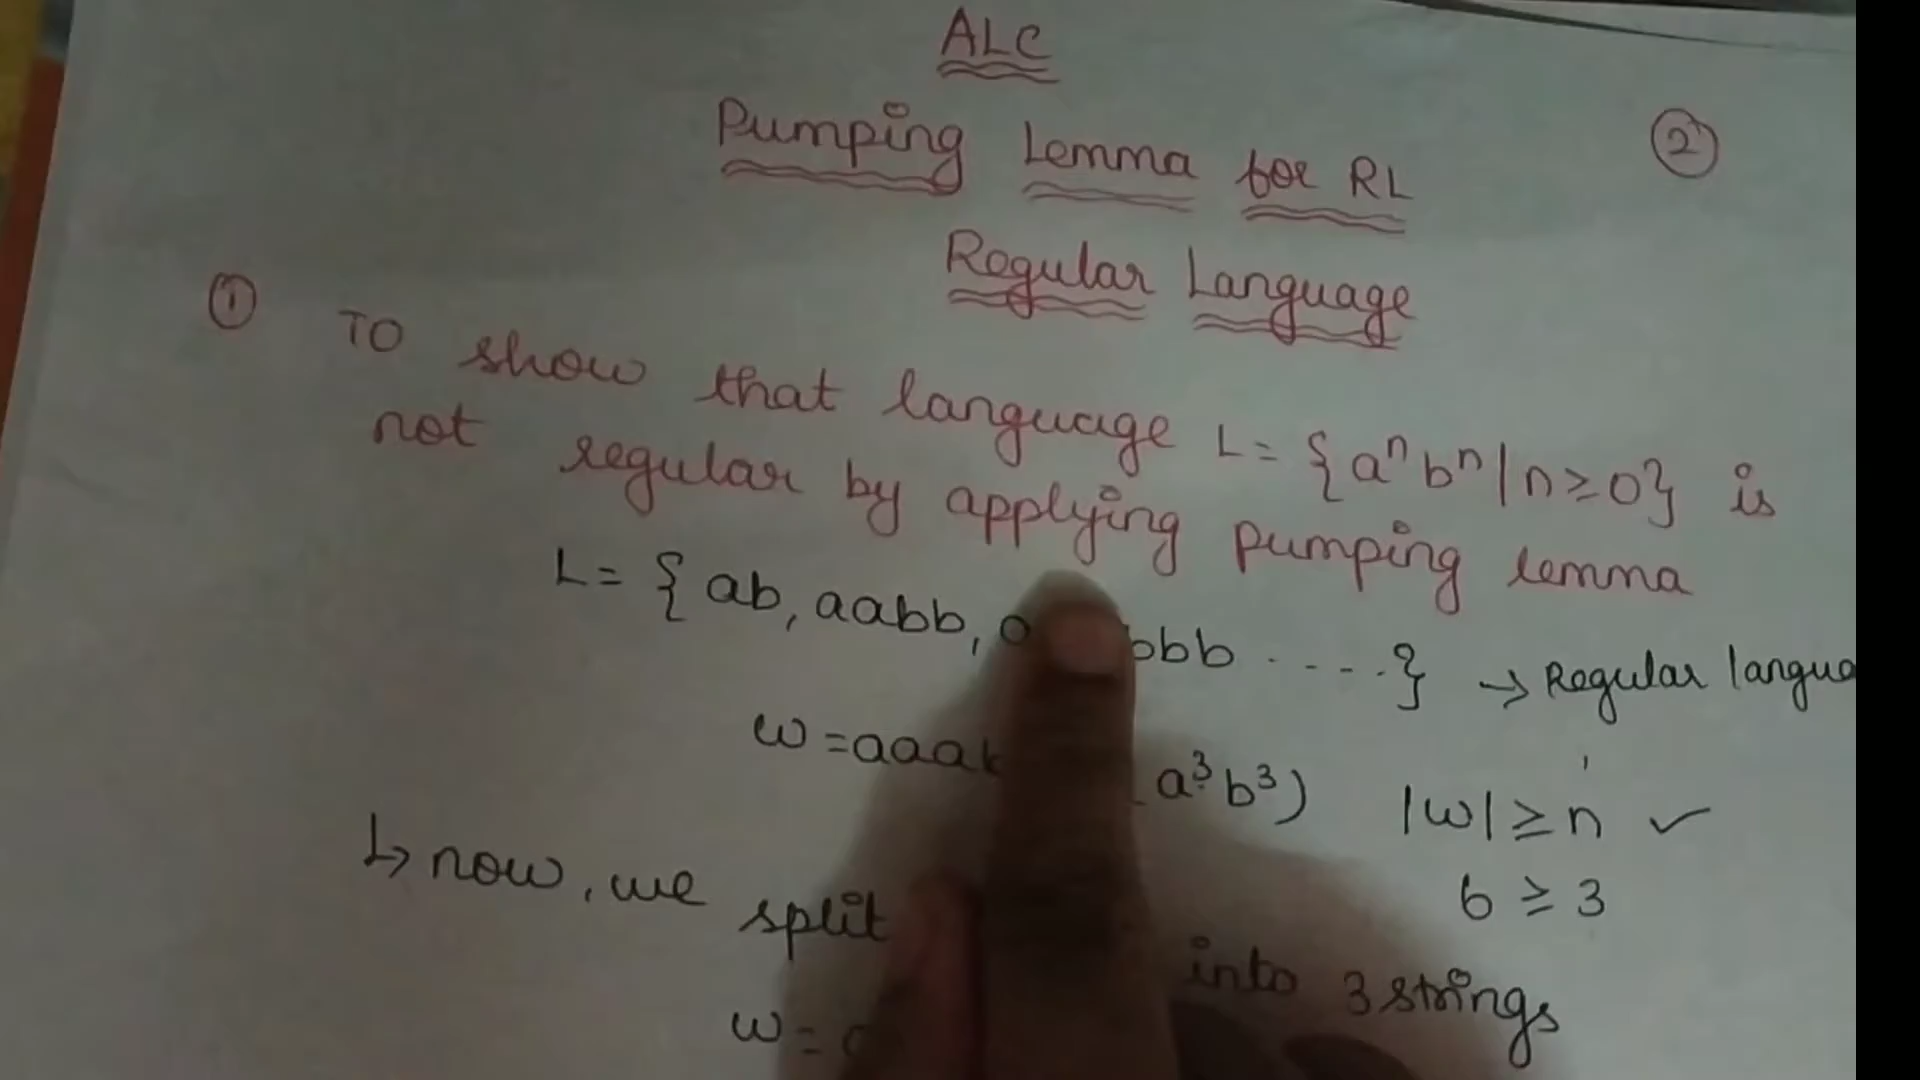 ALC
Pumping Lemma for RL
②
Regular Language
① TO show that language L = {aⁿbⁿ | n ≥ 0} is
not regular by applying pumping lemma
L = { ab, aabb, bbb ....} → Regular
w = aaa a³b³) |w| ≥ n ✓
6 ≥ 3
↳ now, we split into 3 strings
w =